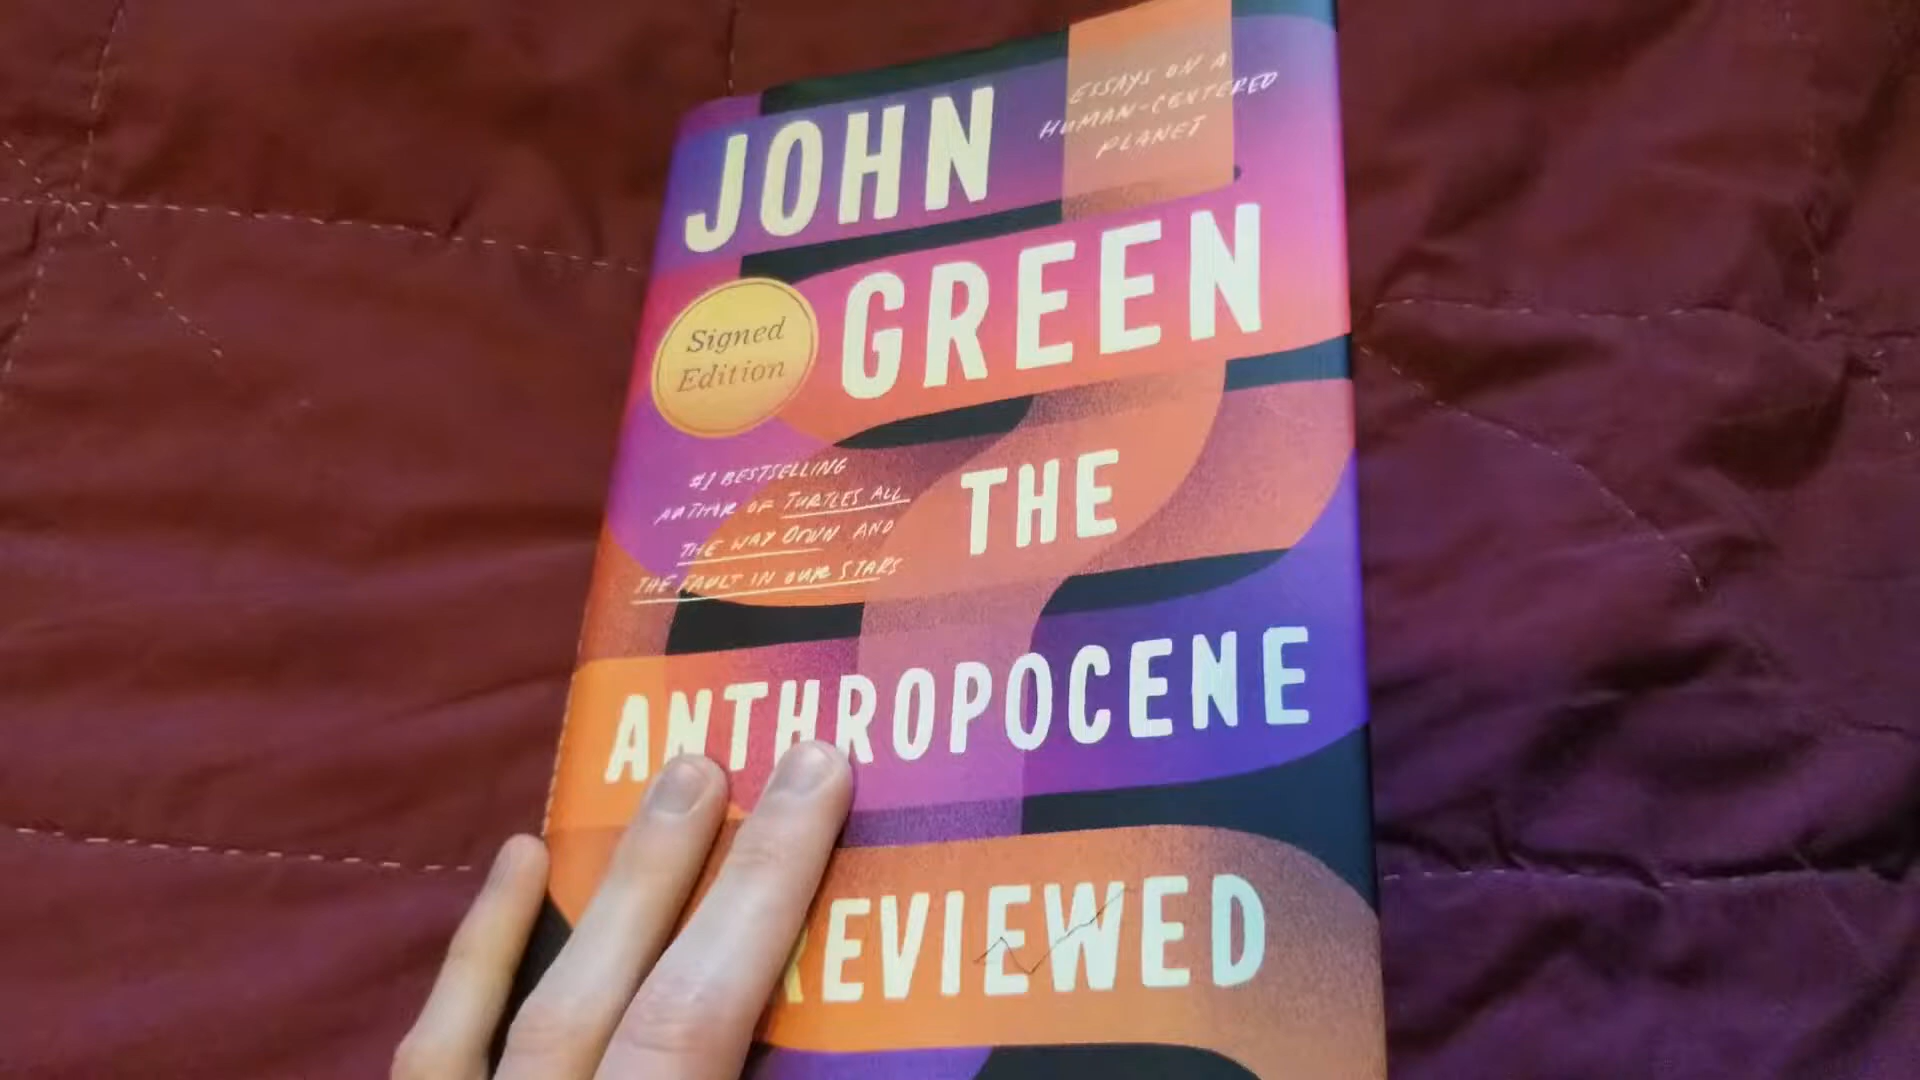 JOHN
ESSAYS ON A
HUMAN-CENTERED
PLANET
GREEN
Signed
Edition
#1 BESTSELLING
AUTHOR OF TURTLES ALL
THE WAY DOWN AND
THE FAULT IN OUR STARS
THE
ANTHROPOCENE
REVIEWED